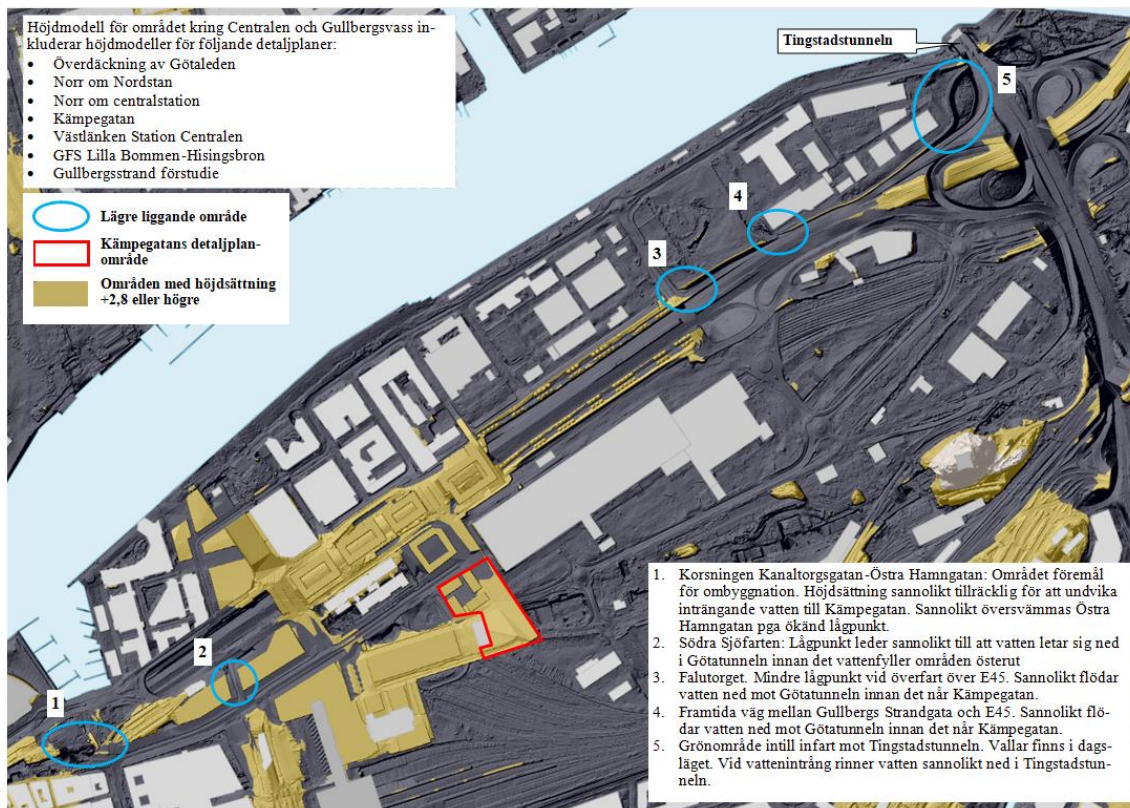 Höjdmodell för området kring Centralen och Gullbergsvass in-
kluderar höjdmodeller för följande detaljplaner:
• Överdäckning av Götaleden
• Norr om Nordstan
• Norr om centralstation
• Kämpegatan
• Västlänken Station Centralen
• GFS Lilla Bommen-Hisingsbron
• Gullbergsstrand förstudie
Lägre liggande område
Kämpegatans detaljplan-
område
Områden med höjdsättning
+2,8 eller högre
Tingstadstunneln
5
4
3
2
1
1. Korsningen Kanaltorgsgatan-Östra Hamngatan: Området föremål
för ombyggnation. Höjdsättning sannolikt tillräcklig för att undvika
inträngande vatten till Kämpegatan. Sannolikt översvämmas Östra
Hamngatan pga ökänd lågpunkt.
2. Södra Sjöfarten: Lågpunkt leder sannolikt till att vatten letar sig ned
i Götatunneln innan det vattenfyller områden österut
3. Falutorget. Mindre lågpunkt vid överfart över E45. Sannolikt flödar
vatten ned mot Götatunneln innan det når Kämpegatan.
4. Framtida väg mellan Gullbergs Strandgata och E45. Sannolikt flö-
dar vatten ned mot Götatunneln innan det når Kämpegatan.
5. Grönområde intill infart mot Tingstadstunneln. Vallar finns i dags-
läget. Vid vattenintrång rinner vatten sannolikt ned i Tingstadstun-
neln.